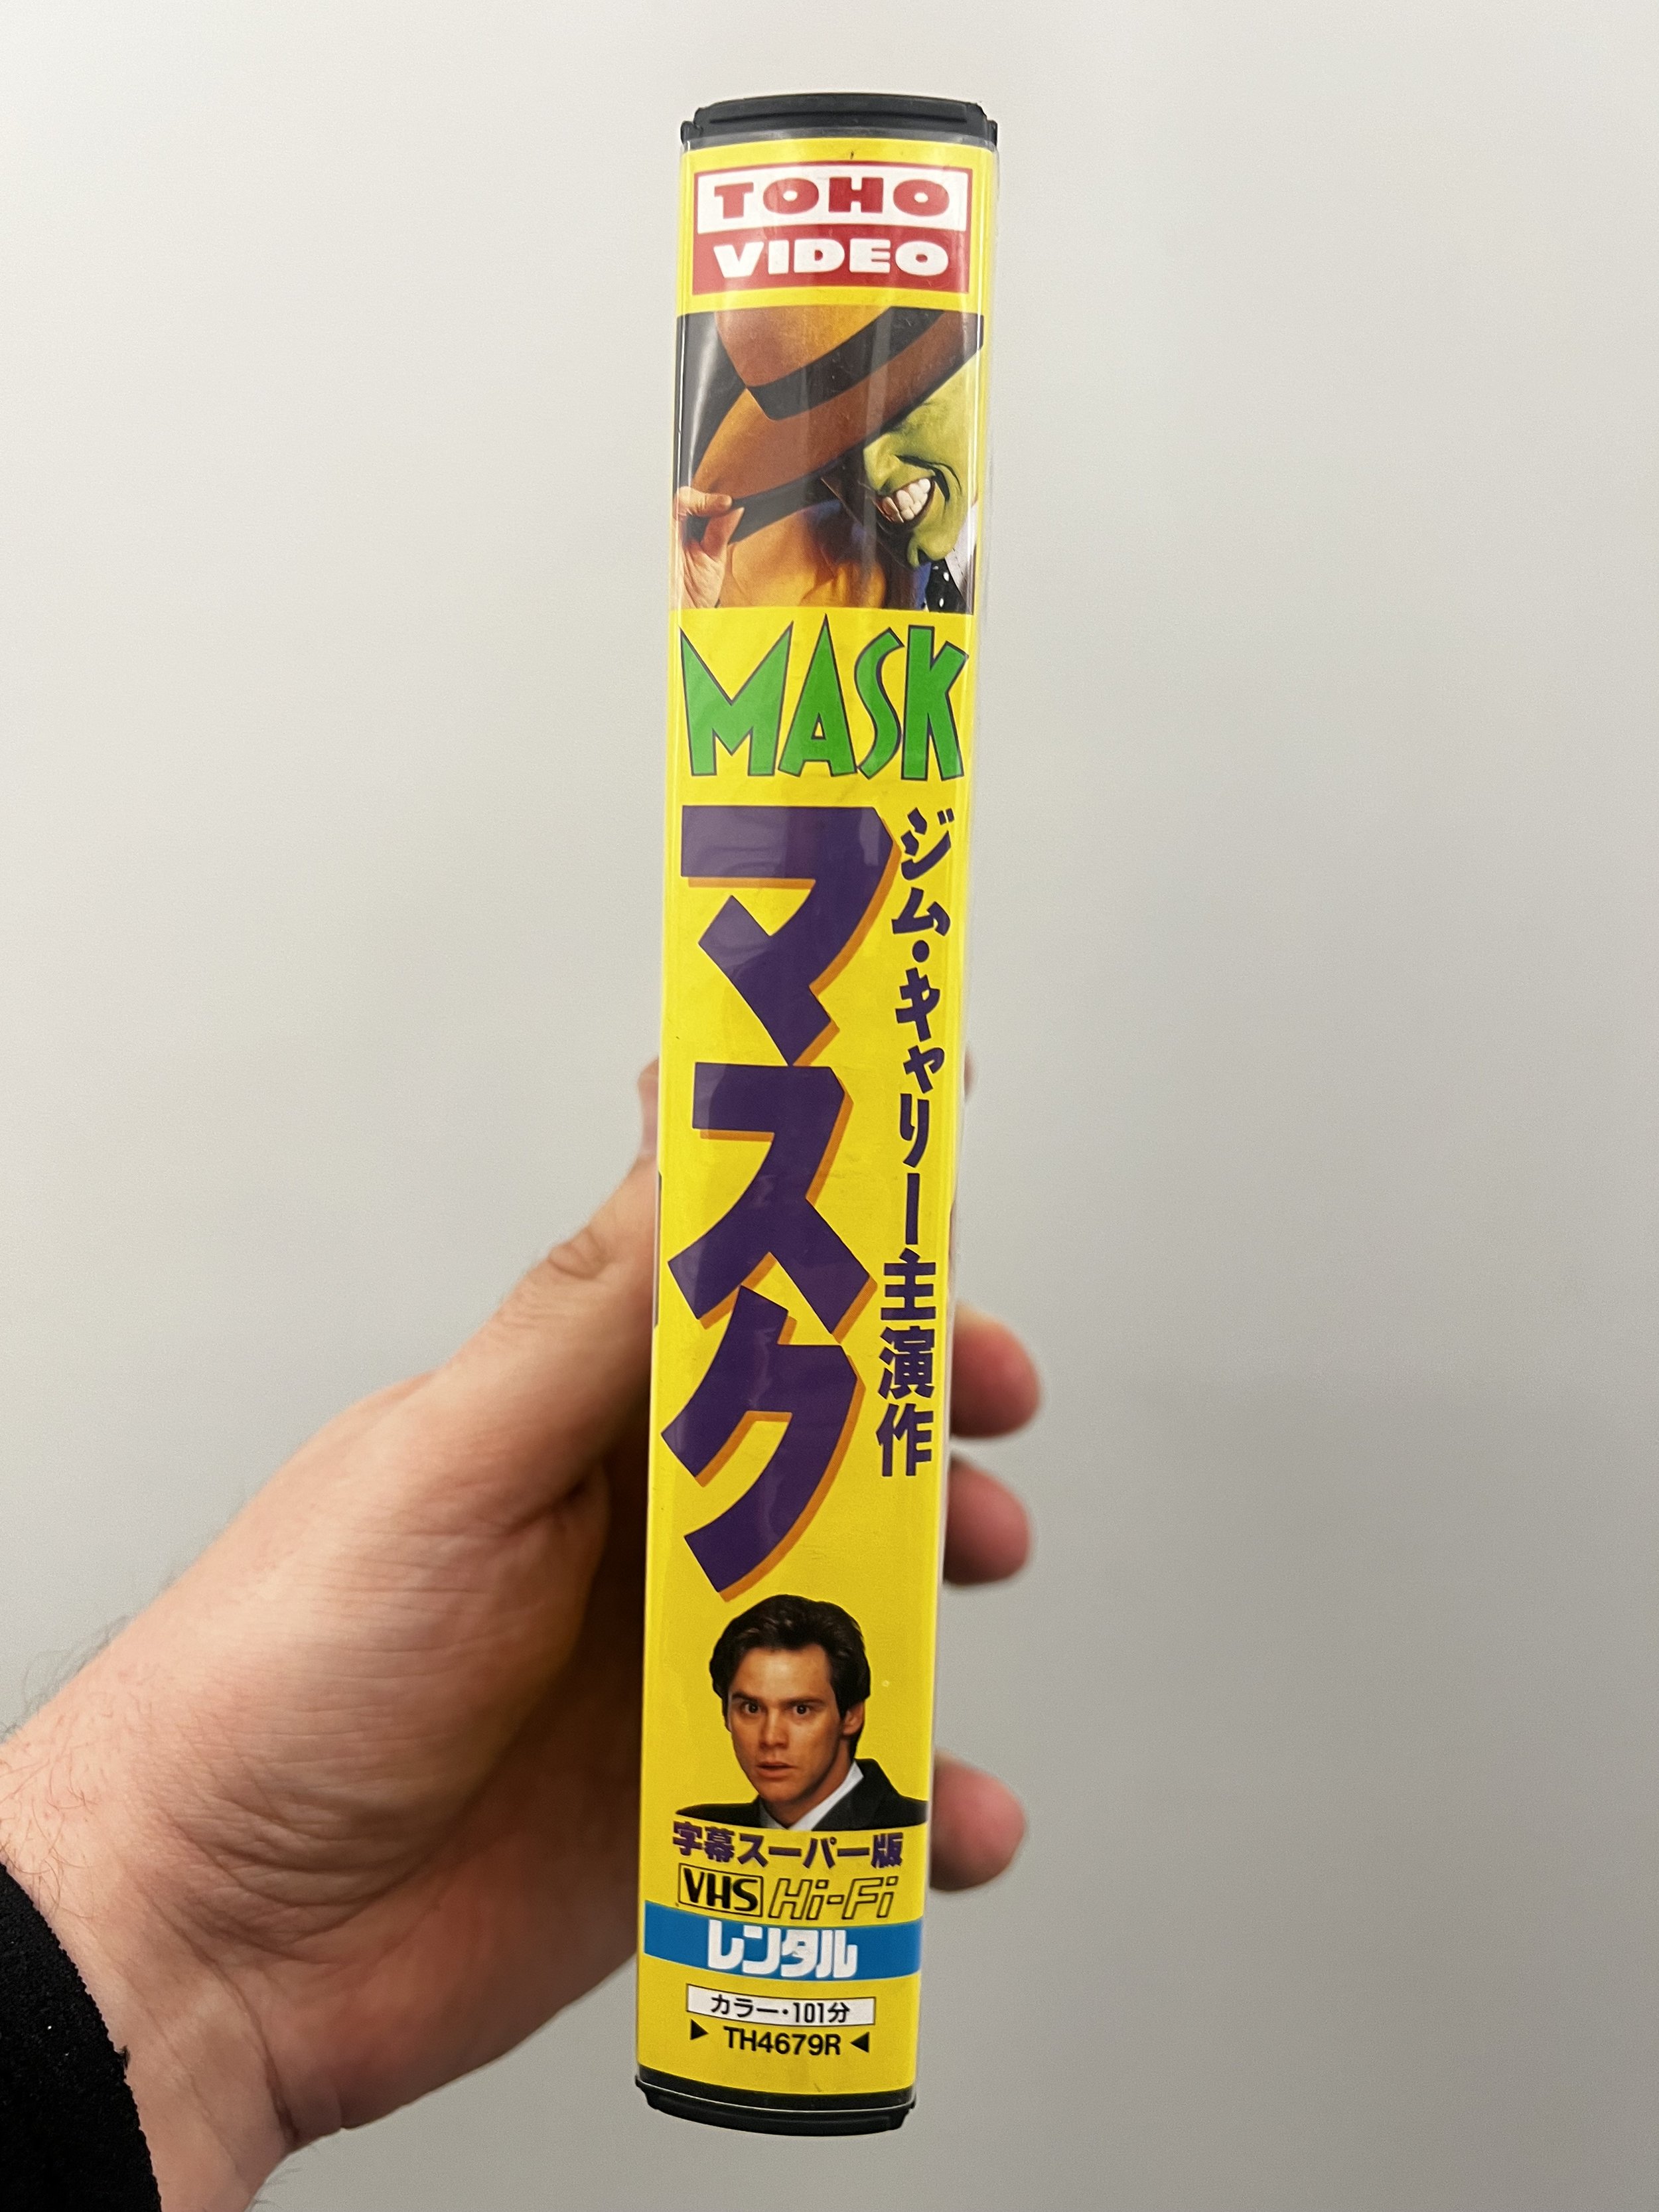 TOHO
VIDEO
MASK
マスク
ジム・キャリー主演作
字幕スーパー版
VHS Hi-Fi
レンタル
カラー・101分
▶ TH4679R ◀